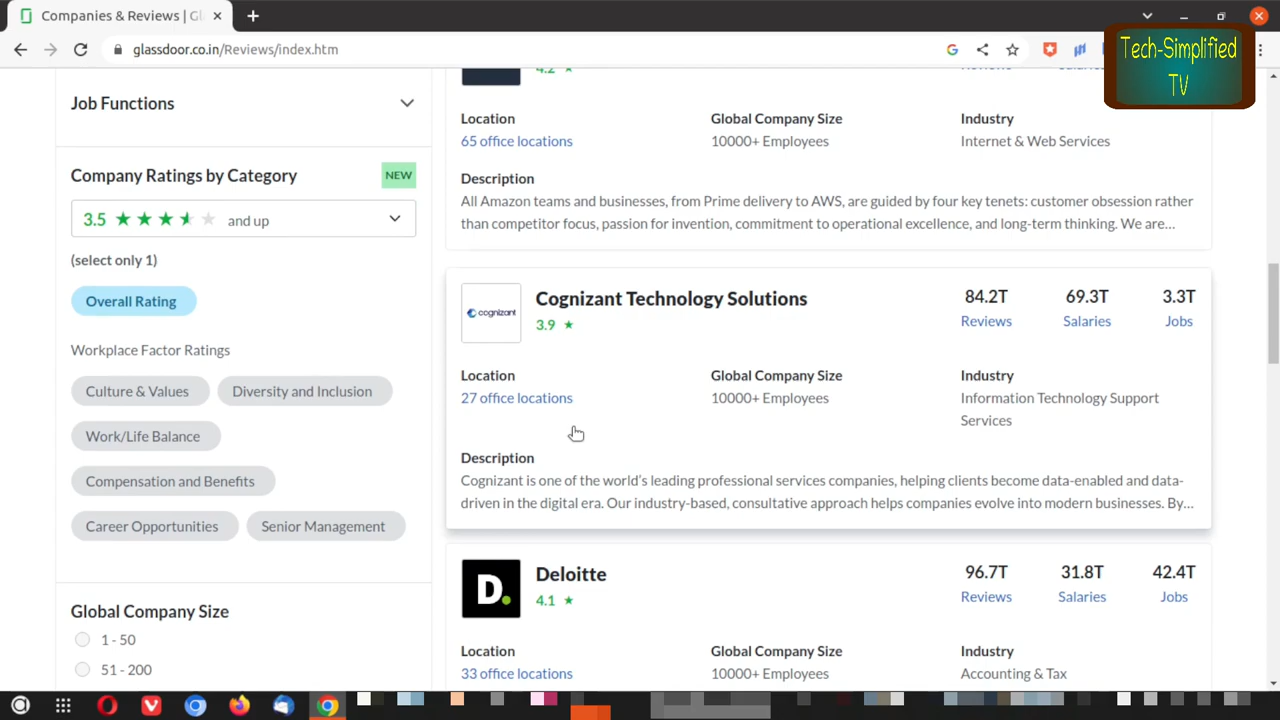 Companies & Reviews | Gl
glassdoor.co.in/Reviews/index.htm
Tech-Simplified
TV
Job Functions
Company Ratings by Category
NEW
3.5 and up
(select only 1)
Overall Rating
Workplace Factor Ratings
Culture & Values
Diversity and Inclusion
Work/Life Balance
Compensation and Benefits
Career Opportunities
Senior Management
Global Company Size
1 - 50
51 - 200
4.2 ★
Location
Global Company Size
Industry
65 office locations
10000+ Employees
Internet & Web Services
Description
All Amazon teams and businesses, from Prime delivery to AWS, are guided by four key tenets: customer obsession rather
than competitor focus, passion for invention, commitment to operational excellence, and long-term thinking. We are...
cognizant
Cognizant Technology Solutions
3.9 ★
84.2T
69.3T
3.3T
Reviews
Salaries
Jobs
Location
Global Company Size
Industry
27 office locations
10000+ Employees
Information Technology Support
Services
Description
Cognizant is one of the world's leading professional services companies, helping clients become data-enabled and data-
driven in the digital era. Our industry-based, consultative approach helps companies evolve into modern businesses. By...
D.
Deloitte
4.1 ★
96.7T
31.8T
42.4T
Reviews
Salaries
Jobs
Location
Global Company Size
Industry
33 office locations
10000+ Employees
Accounting & Tax